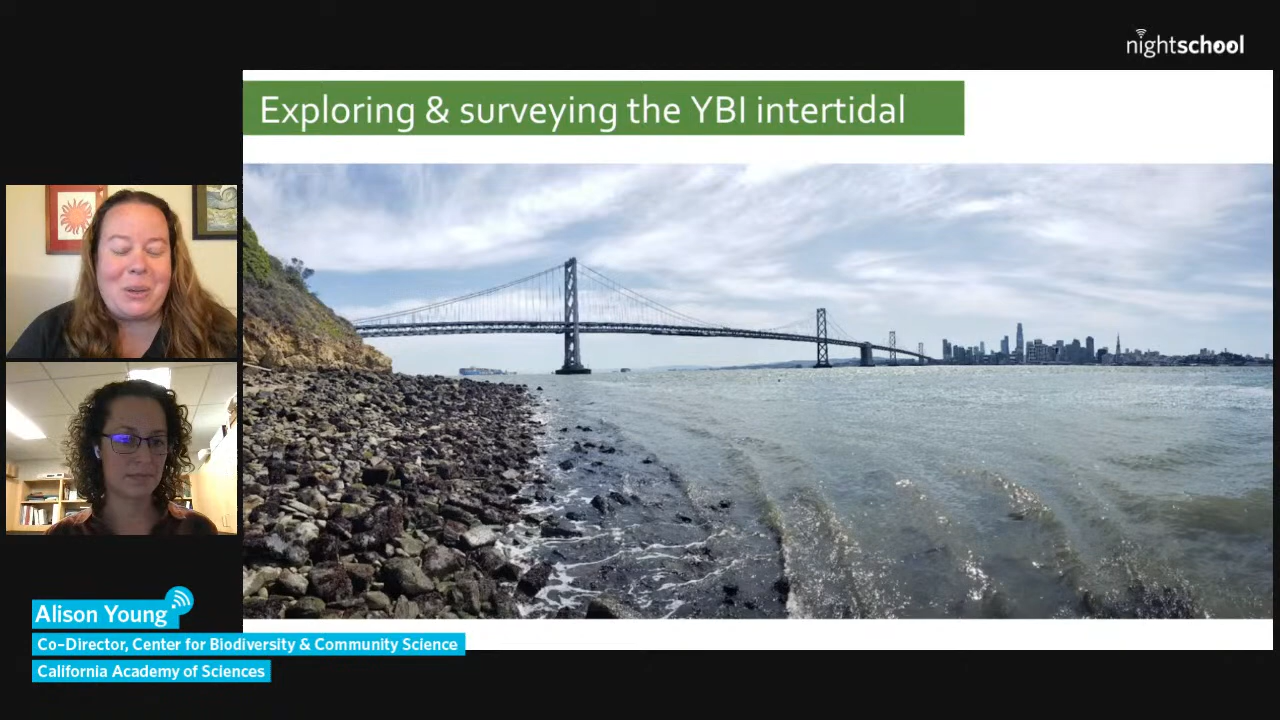 nightschool
Exploring & surveying the YBI intertidal
Alison Young
Co-Director, Center for Biodiversity & Community Science
California Academy of Sciences